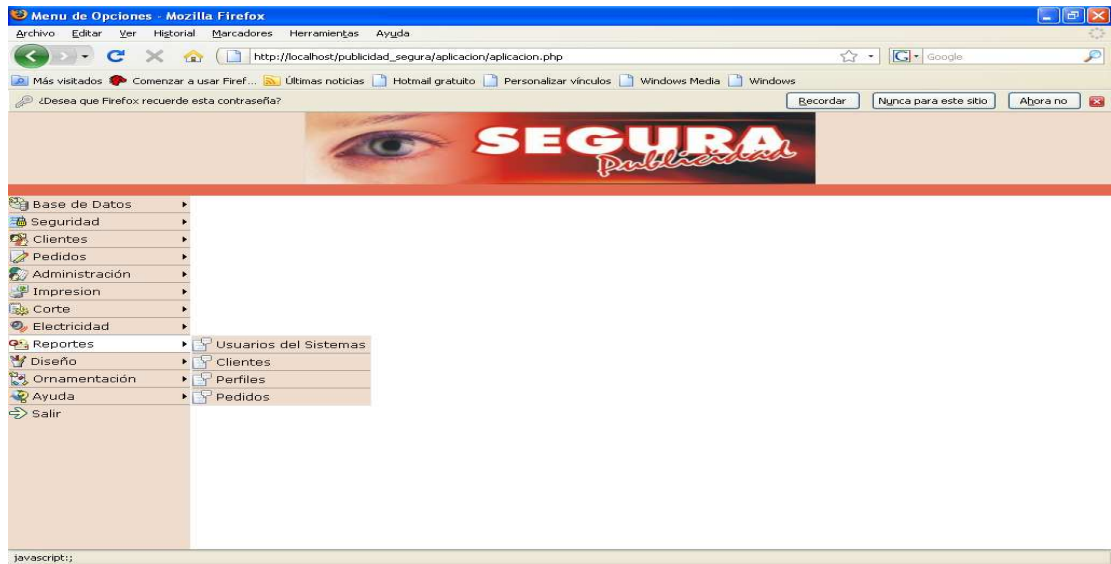 Menu de Opciones - Mozilla Firefox
Archivo Editar Ver Historial Marcadores Herramientas Ayuda
http://localhost/publicidad_segura/aplicacion/aplicacion.php
G Google
Más visitados Comenzar a usar Firef... Últimas noticias Hotmail gratuito Personalizar vínculos Windows Media Windows
¿Desea que Firefox recuerde esta contraseña? Recordar Nunca para este sitio Ahora no
SEGURA
Publicidad
Base de Datos
Seguridad
Clientes
Pedidos
Administración
Impresion
Corte
Electricidad
Reportes
Usuarios del Sistemas
Clientes
Perfiles
Pedidos
Diseño
Ornamentación
Ayuda
Salir
javascript:;